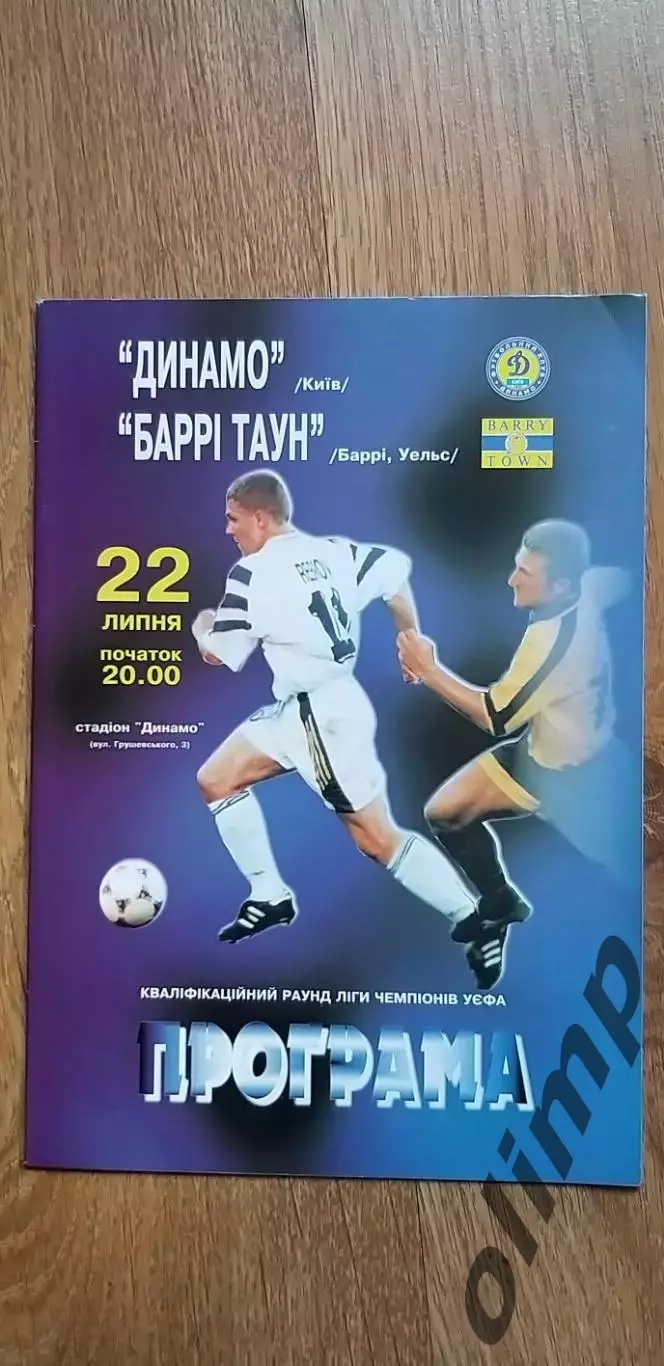 "ДИНАМО" /Київ/
"БАРРІ ТАУН" /Баррі, Уельс/
BARRY
TOWN
22
ЛИПНЯ
початок
20.00
стадіон "Динамо"
(вул. Грушевського, 3)
КВАЛІФІКАЦІЙНИЙ РАУНД ЛІГИ ЧЕМПІОНІВ УЄФА
ПРОГРАМА
olimp